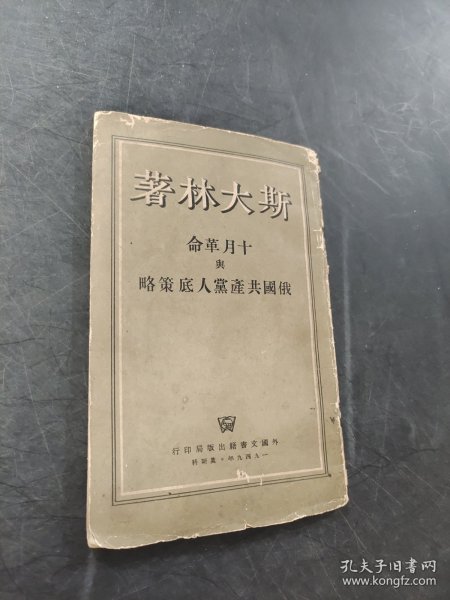 斯大林著
十月革命
與
俄國共產黨人底策略
外國文書籍出版局印行
一九四九年·莫斯科
孔夫子旧书网
www.kongfz.com